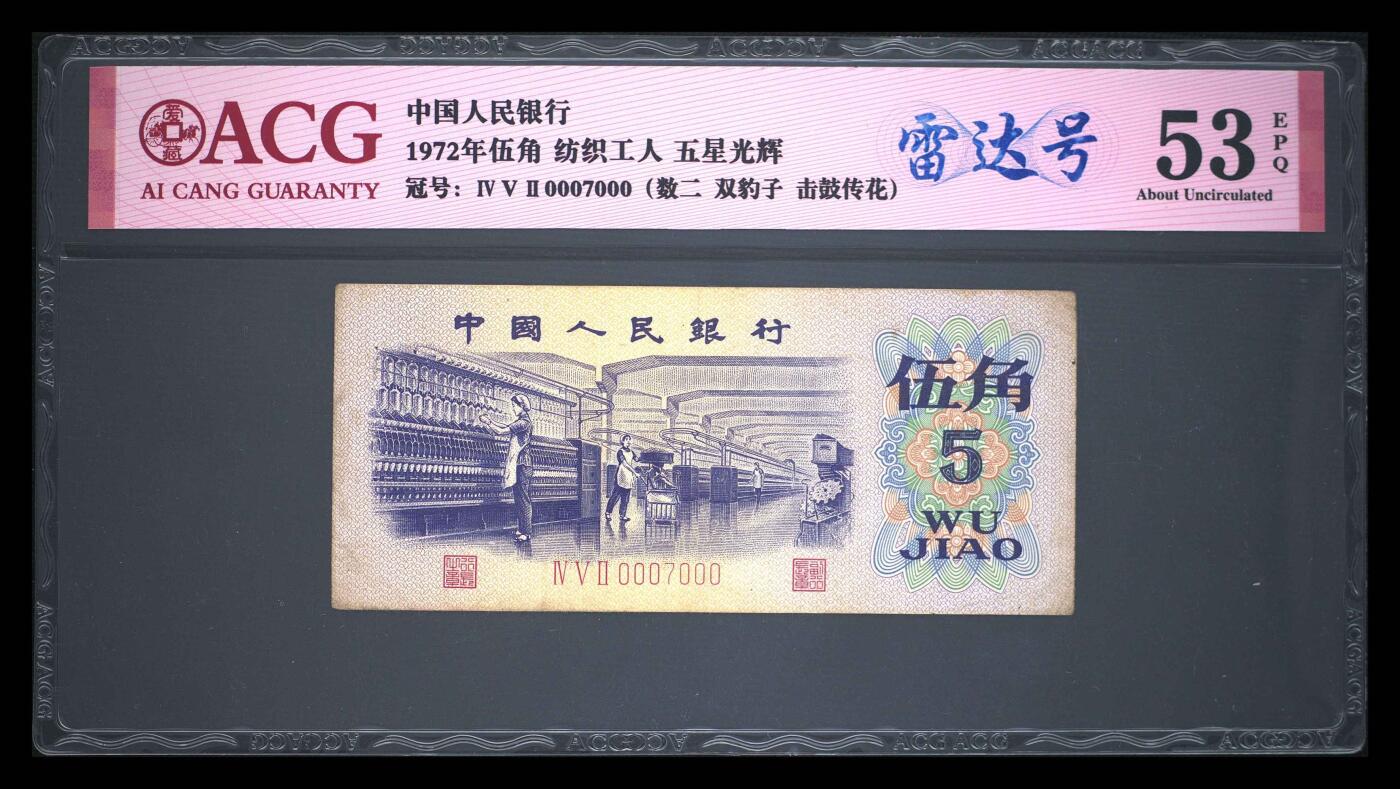 ACG
AI CANG GUARANTY
中国人民银行
1972年伍角 纺织工人 五星光辉
冠号：ⅣⅤⅡ0007000（数二 双豹子 击鼓传花）
雷达号
53
EPQ
About Uncirculated
中國人民銀行
伍角
5
WU
JIAO
ⅣⅤⅡ0007000